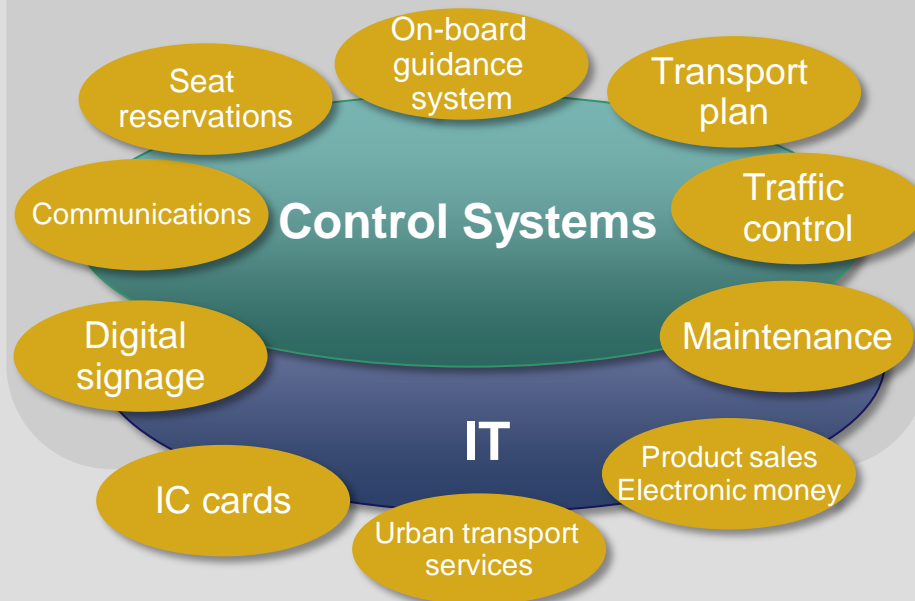 On-board
guidance
system
Seat
reservations
Transport
plan
Communications
Control Systems
Traffic
control
Digital
signage
Maintenance
IT
IC cards
Product sales
Electronic money
Urban transport
services